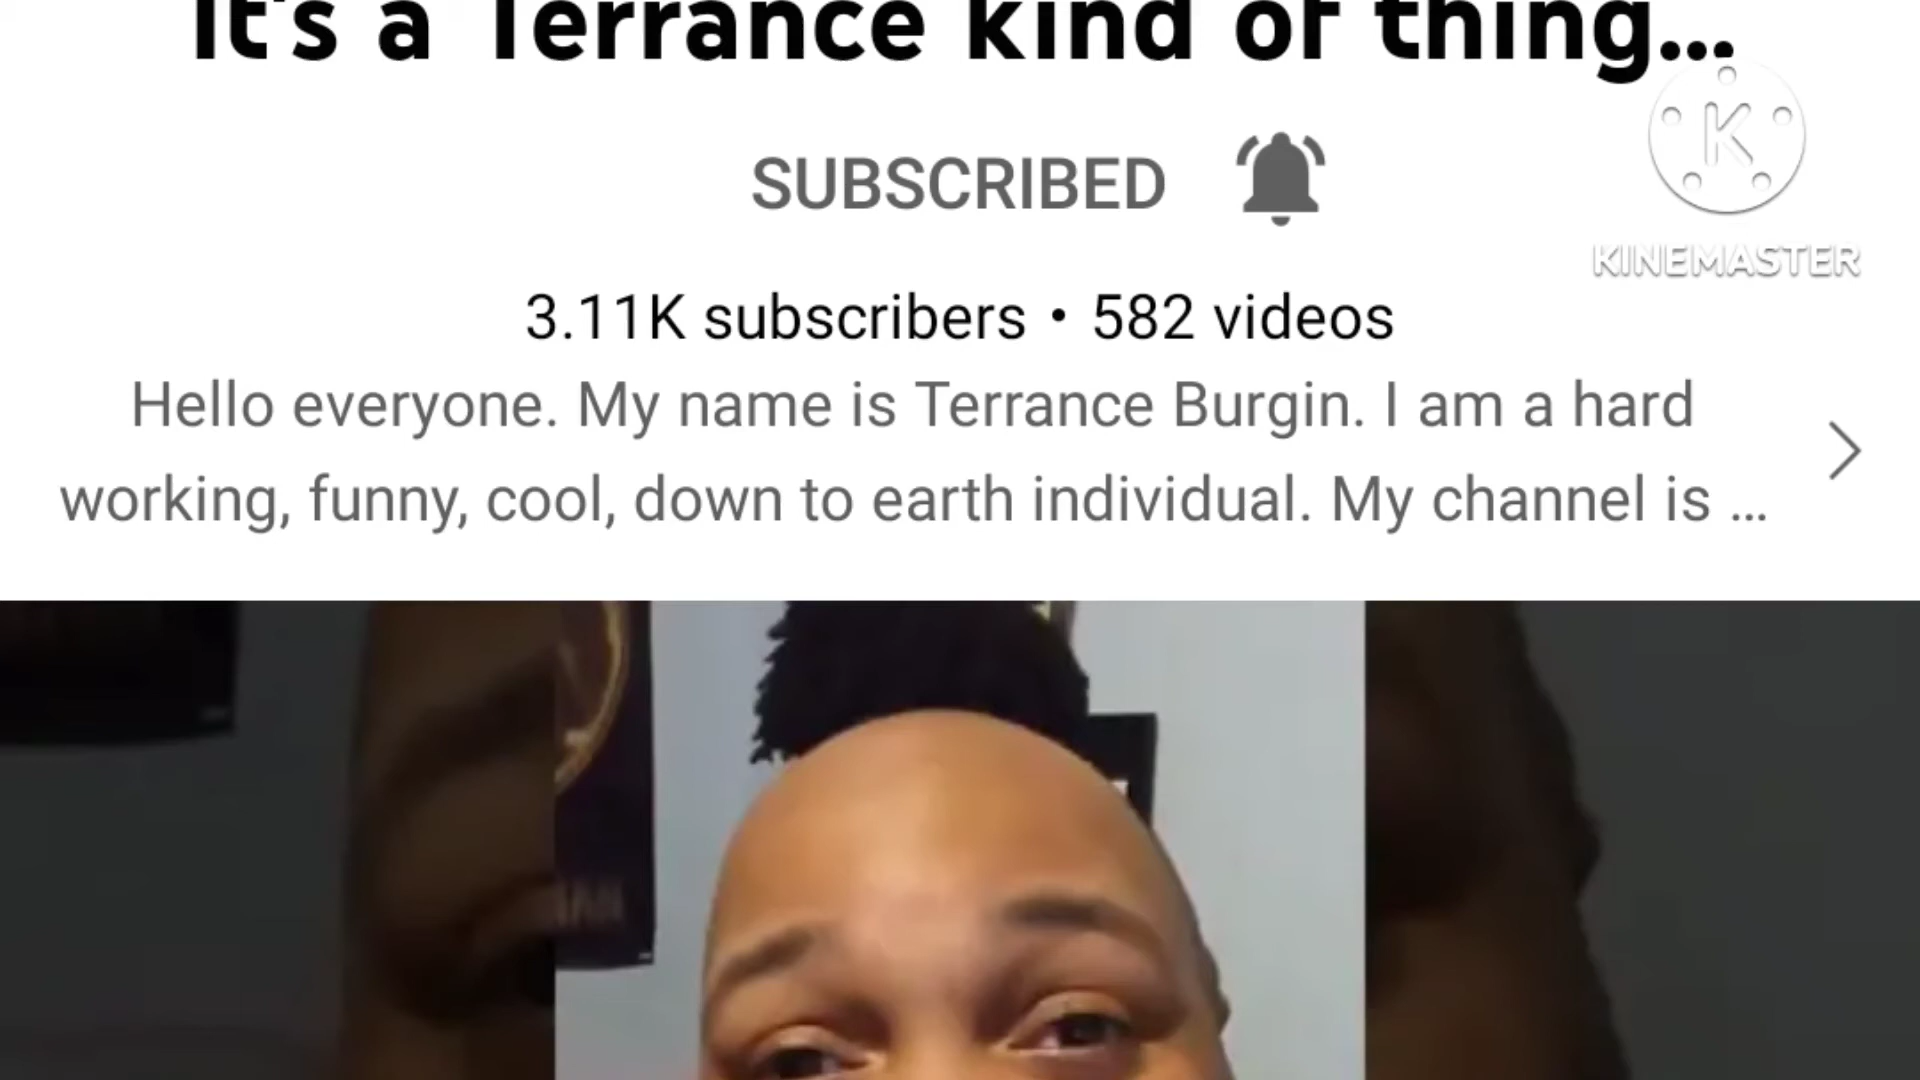 It's a Terrance kind of thing...
SUBSCRIBED
K
KINEMASTER
3.11K subscribers • 582 videos
Hello everyone. My name is Terrance Burgin. I am a hard
working, funny, cool, down to earth individual. My channel is ...